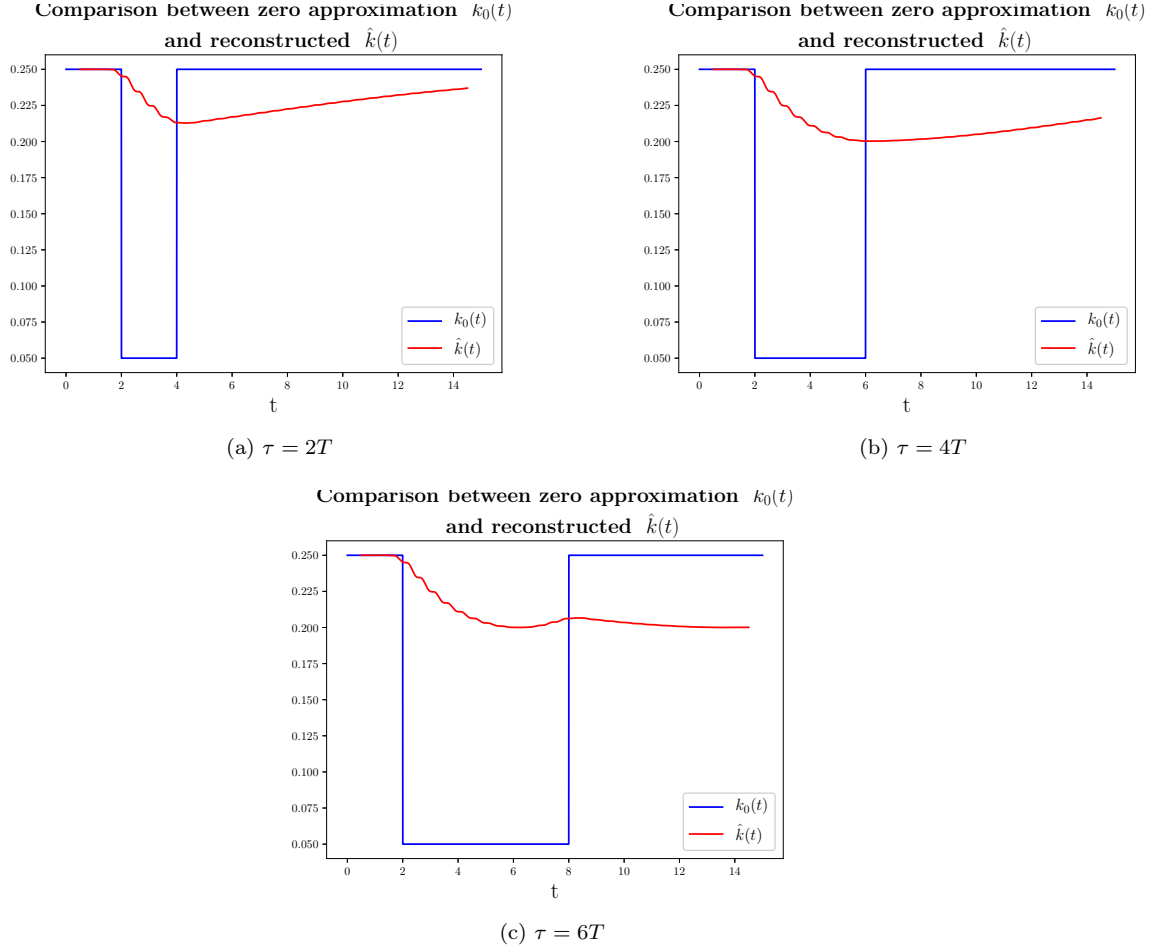 Comparison between zero approximation k₀(t)
and reconstructed k̂(t)
0.250
0.225
0.200
0.175
0.150
0.125
0.100
0.075
0.050
0 2 4 6 8 10 12 14
t
k₀(t)
k̂(t)
(a) τ = 2T
Comparison between zero approximation k₀(t)
and reconstructed k̂(t)
0.250
0.225
0.200
0.175
0.150
0.125
0.100
0.075
0.050
0 2 4 6 8 10 12 14
t
k₀(t)
k̂(t)
(b) τ = 4T
Comparison between zero approximation k₀(t)
and reconstructed k̂(t)
0.250
0.225
0.200
0.175
0.150
0.125
0.100
0.075
0.050
0 2 4 6 8 10 12 14
t
k₀(t)
k̂(t)
(c) τ = 6T